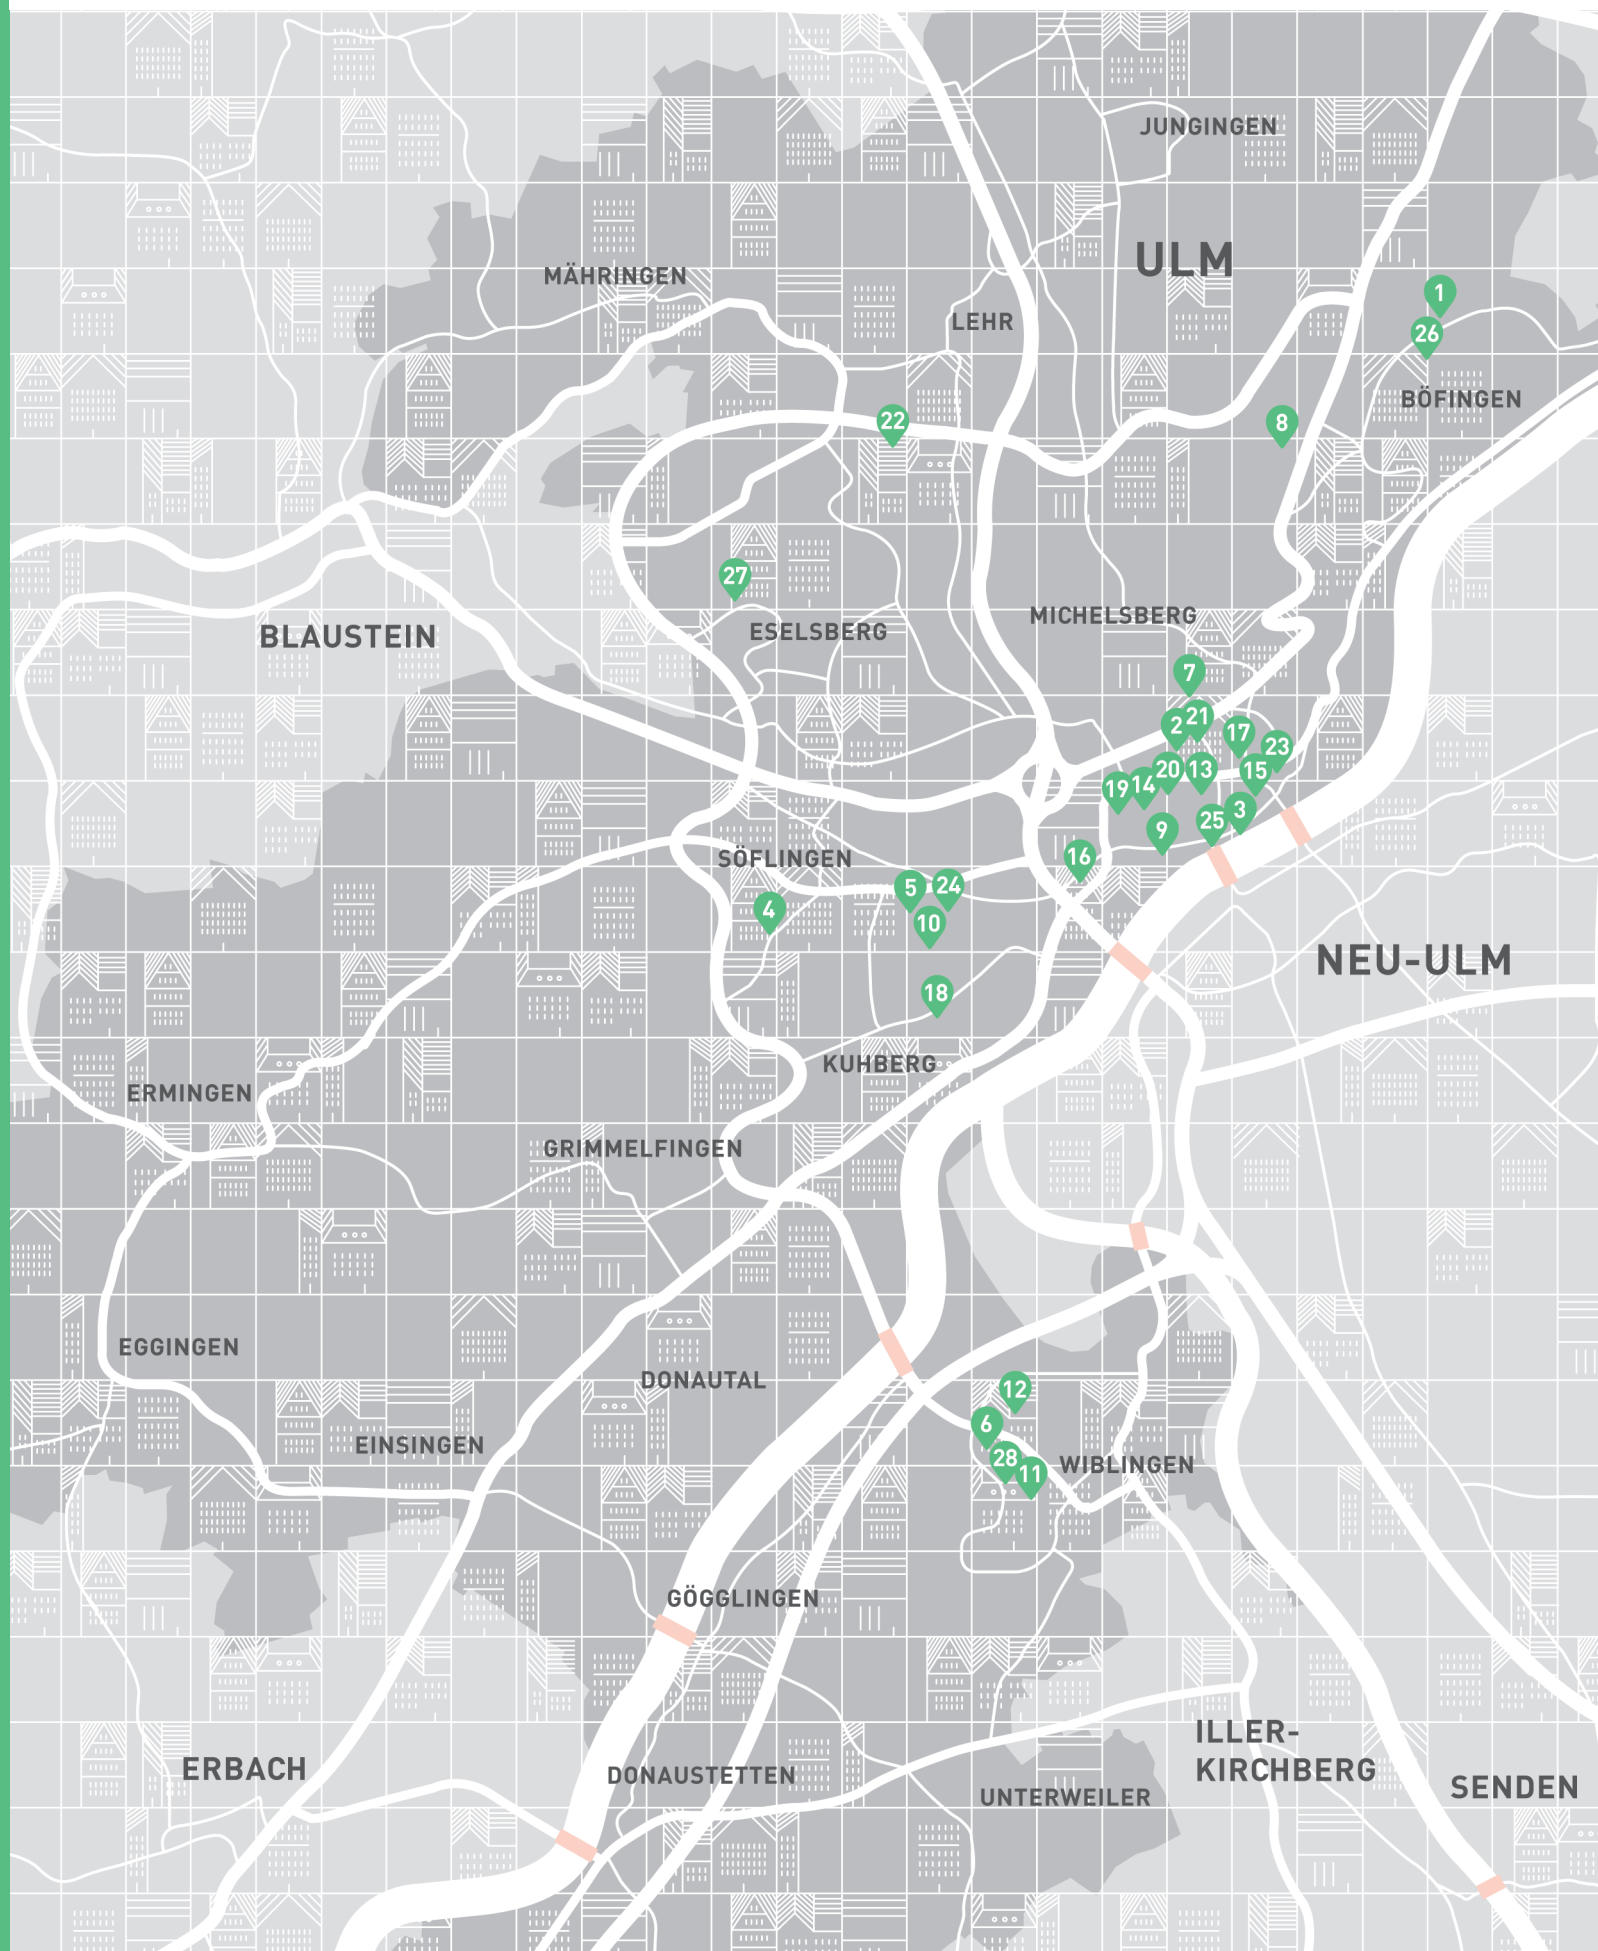 JUNGINGEN
ULM
MÄHRINGEN
1
LEHR
26
BÖFINGEN
22
8
27
MICHELSBERG
ESELSBERG
BLAUSTEIN
7
21
2
17
23
20
13
15
14
19
3
25
9
16
SÖFLINGEN
5
24
4
10
NEU-ULM
18
KUHBERG
ERMINGEN
GRIMMELFINGEN
EGGINGEN
DONAUTAL
12
6
EINSINGEN
28
WIBLINGEN
11
GÖGGLINGEN
ILLER-
KIRCHBERG
ERBACH
DONAUSTETTEN
SENDEN
UNTERWEILER